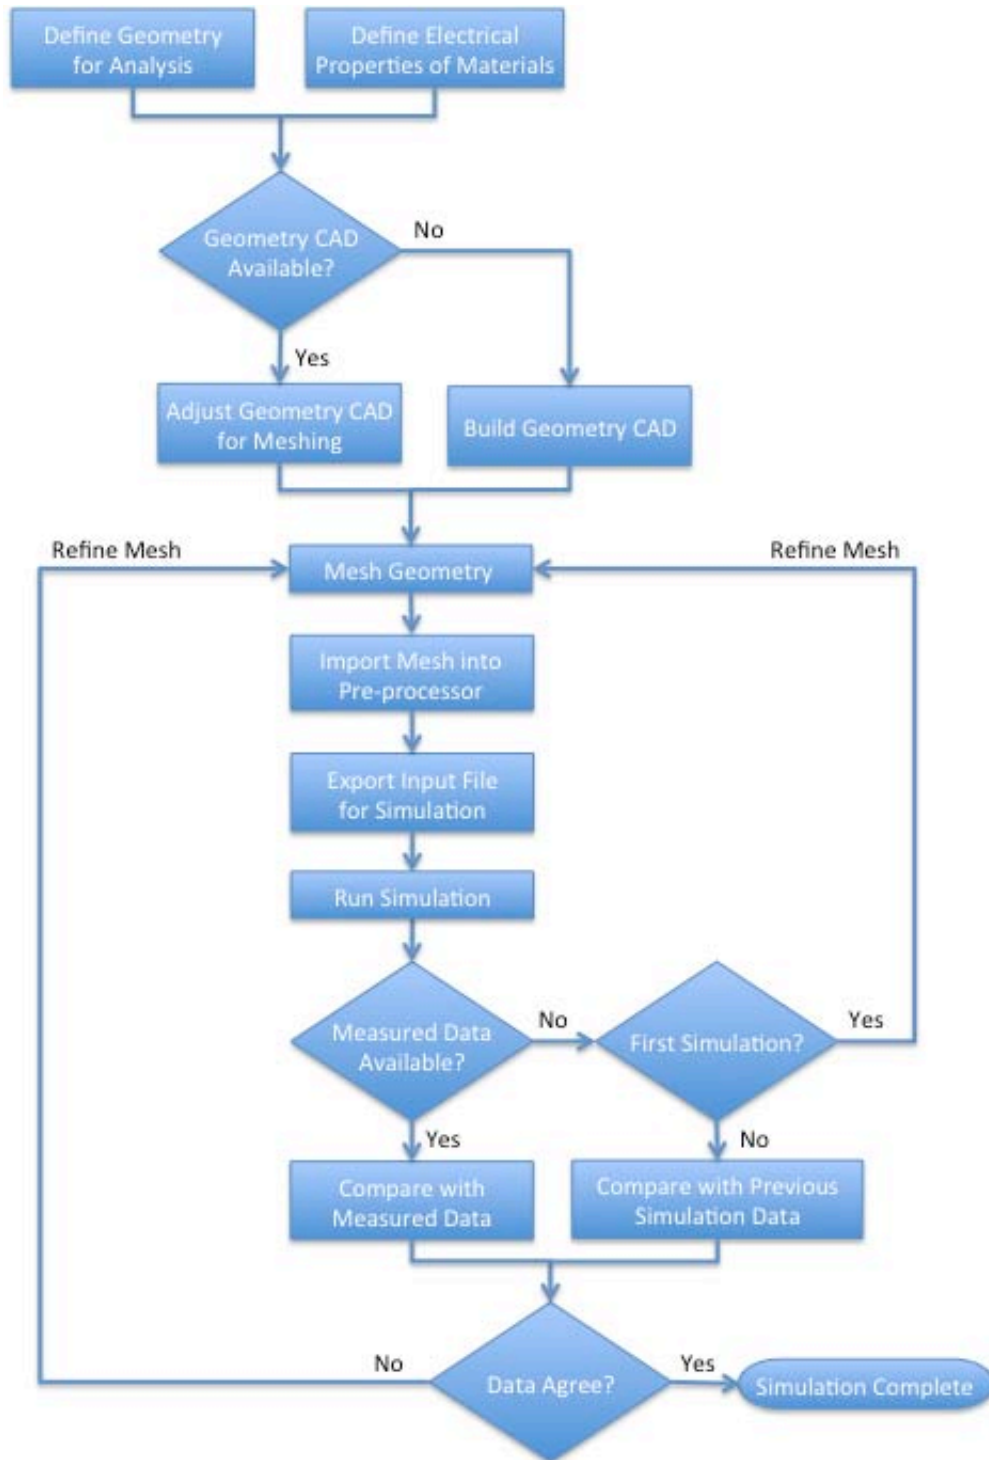 Define Geometry
for Analysis
Define Electrical
Properties of Materials
Geometry CAD
Available?
No
Yes
Adjust Geometry CAD
for Meshing
Build Geometry CAD
Refine Mesh
Refine Mesh
Mesh Geometry
Import Mesh into
Pre-processor
Export Input File
for Simulation
Run Simulation
Measured Data
Available?
No
First Simulation?
Yes
Yes
No
Compare with
Measured Data
Compare with Previous
Simulation Data
No
Data Agree?
Yes
Simulation Complete